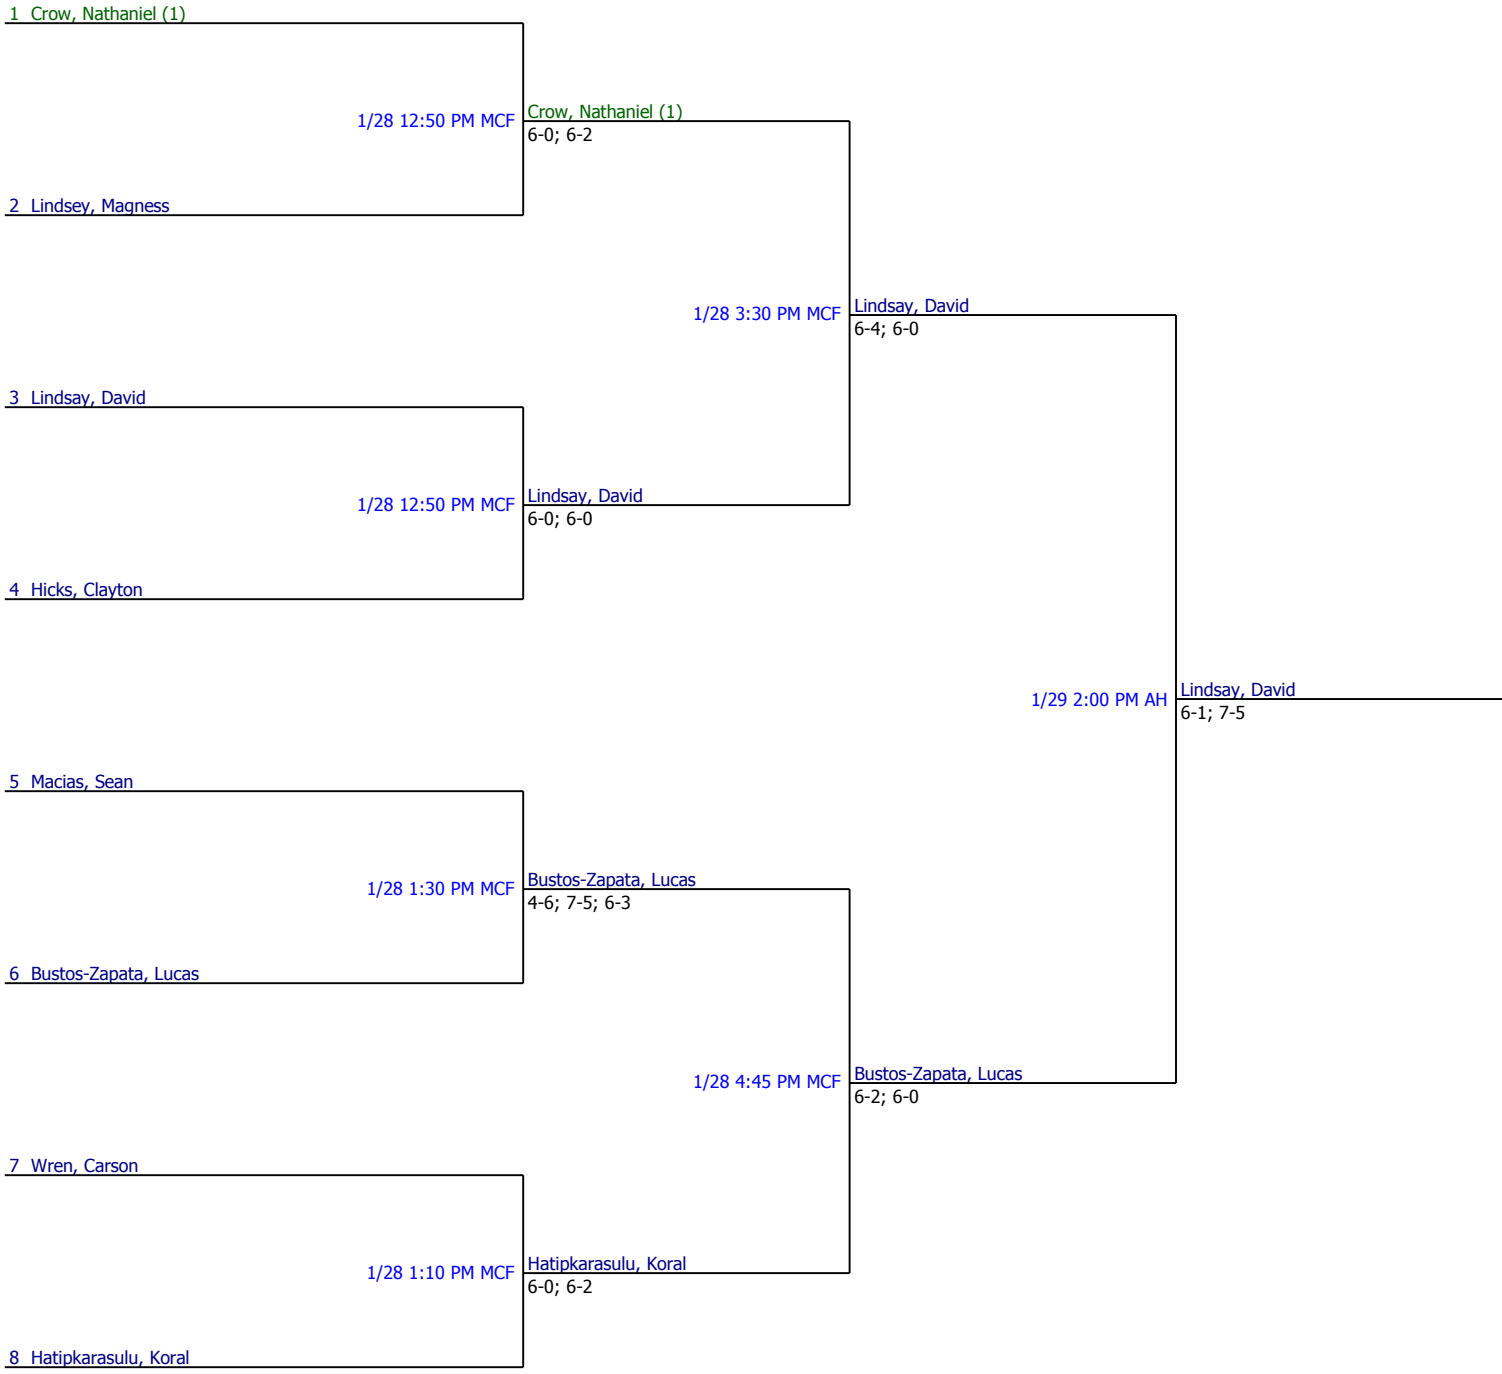 1 Crow, Nathaniel (1)
1/28 12:50 PM MCF
Crow, Nathaniel (1)
6-0; 6-2
2 Lindsey, Magness
1/28 3:30 PM MCF
Lindsay, David
6-4; 6-0
3 Lindsay, David
1/28 12:50 PM MCF
Lindsay, David
6-0; 6-0
4 Hicks, Clayton
1/29 2:00 PM AH
Lindsay, David
6-1; 7-5
5 Macias, Sean
1/28 1:30 PM MCF
Bustos-Zapata, Lucas
4-6; 7-5; 6-3
6 Bustos-Zapata, Lucas
1/28 4:45 PM MCF
Bustos-Zapata, Lucas
6-2; 6-0
7 Wren, Carson
1/28 1:10 PM MCF
Hatipkarasulu, Koral
6-0; 6-2
8 Hatipkarasulu, Koral